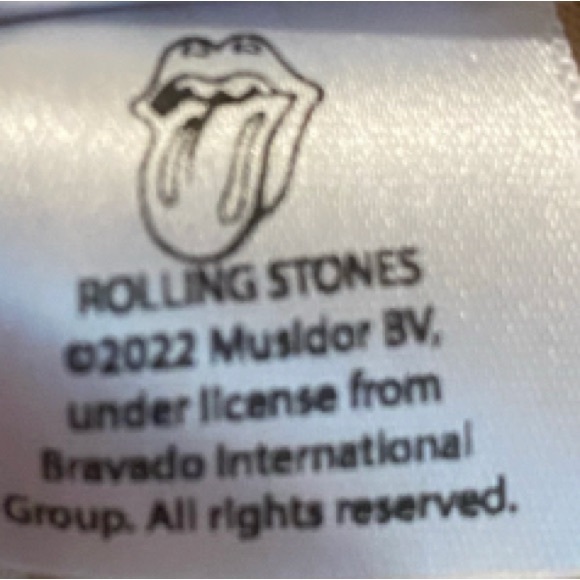 ROLLING STONES
©2022 Musidor BV,
under license from
Bravado International
Group. All rights reserved.